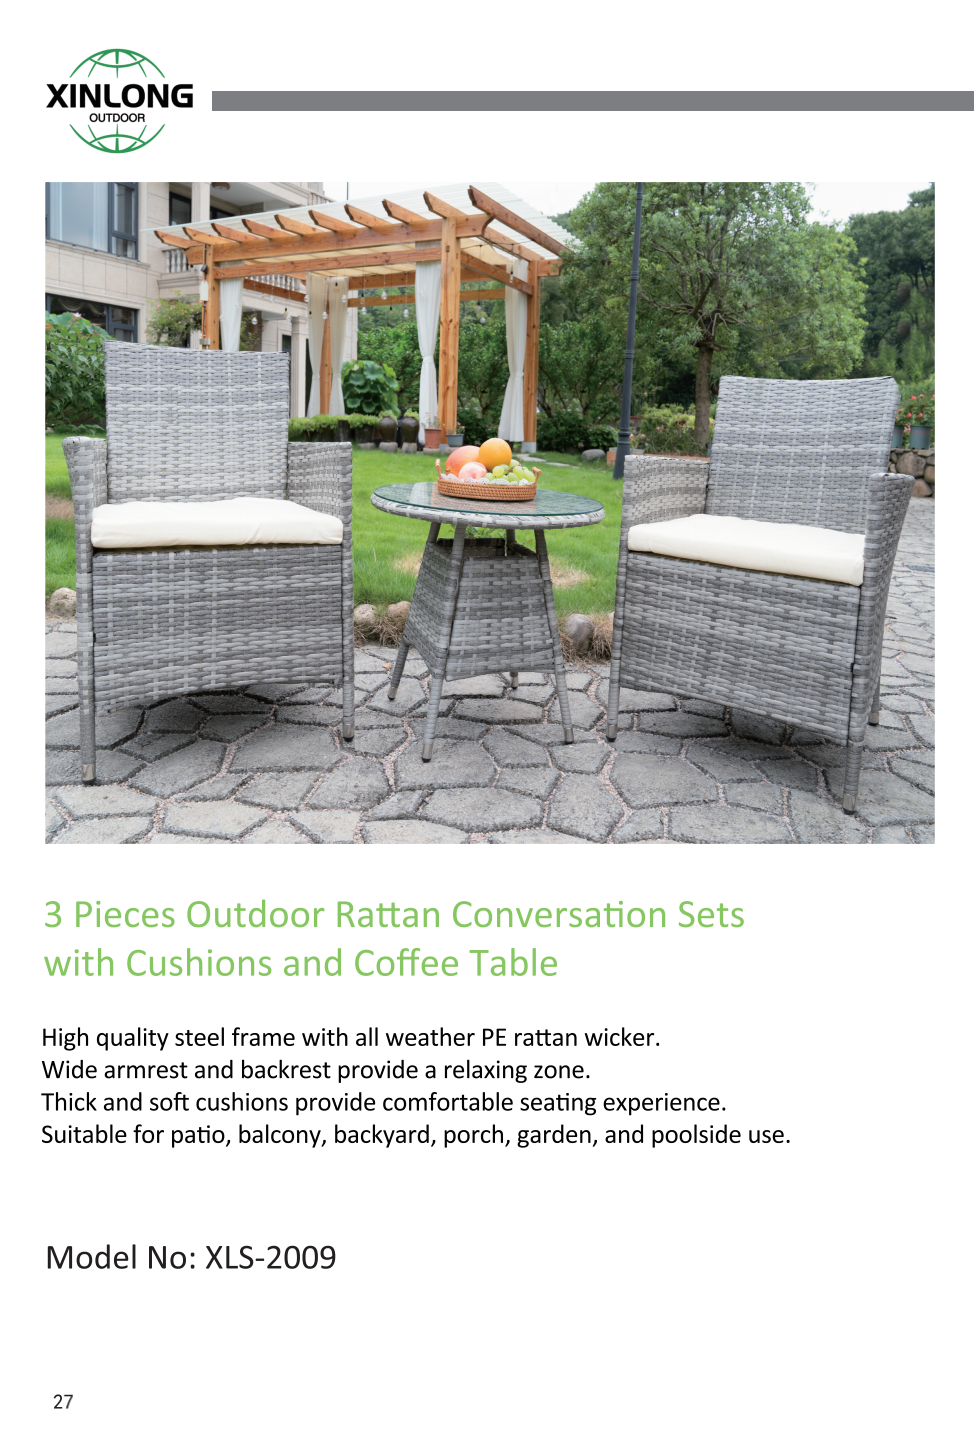 XINLONG
OUTDOOR
3 Pieces Outdoor Rattan Conversation Sets
with Cushions and Coffee Table
High quality steel frame with all weather PE rattan wicker.
Wide armrest and backrest provide a relaxing zone.
Thick and soft cushions provide comfortable seating experience.
Suitable for patio, balcony, backyard, porch, garden, and poolside use.
Model No: XLS-2009
27